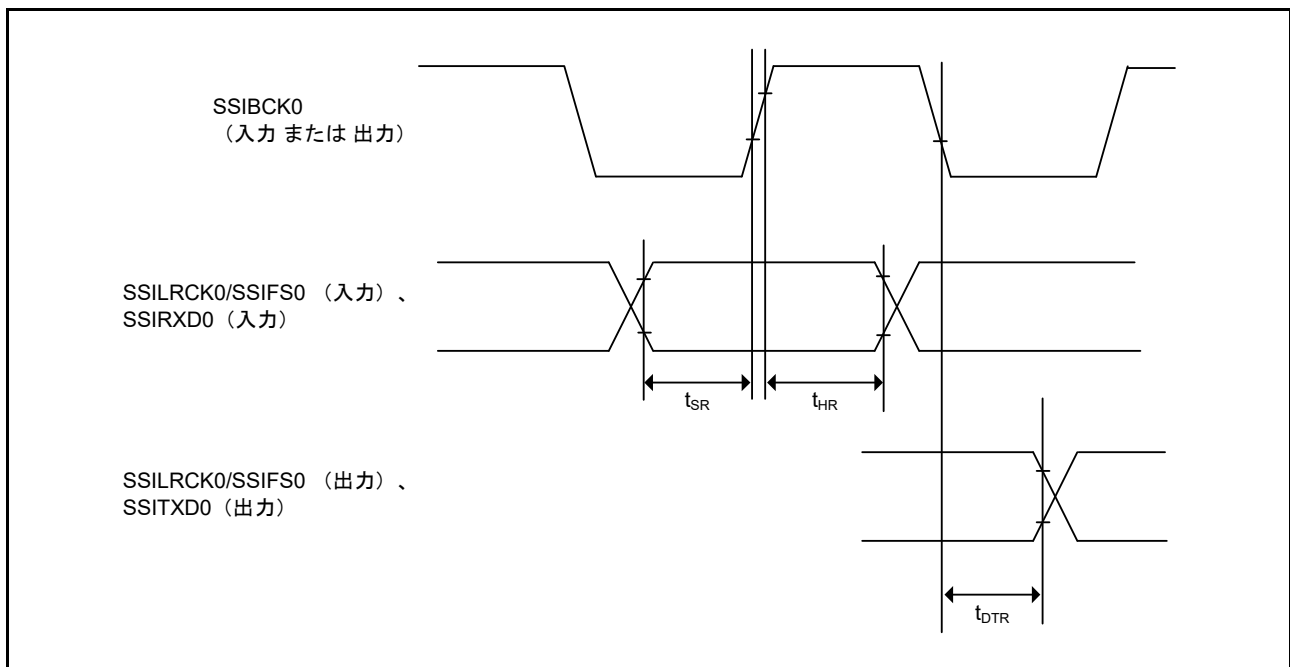 SSIBCK0
（入力 または 出力）
SSILRCK0/SSIFS0 （入力）、
SSIRXD0（入力）
tSR
tHR
SSILRCK0/SSIFS0 （出力）、
SSITXD0（出力）
tDTR